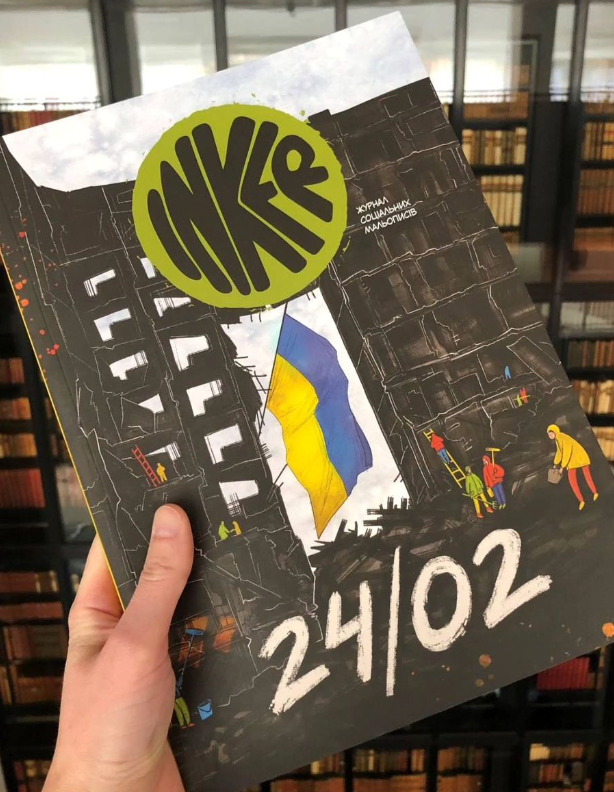 INKER
ЖУРНАЛ
СОЦІАЛЬНИХ
МАЛЬОПИСІВ
24/02